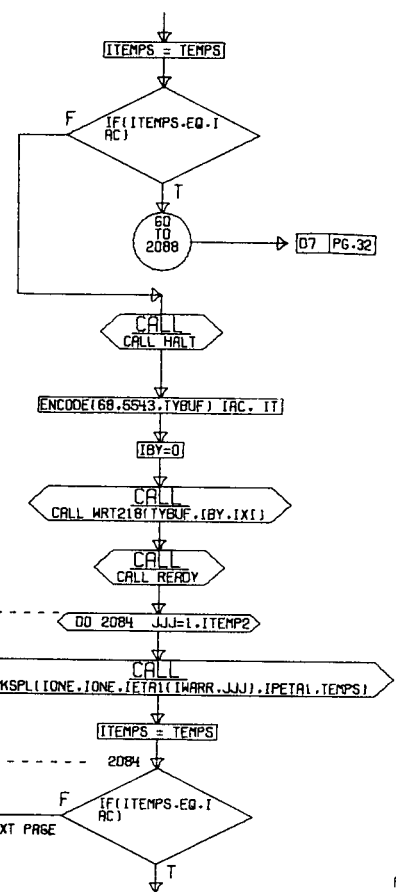 ITEMPS = TEMPS
F
IF(ITEMPS.EQ.I
AC)
T
GO
TO
2088
D7 PG.32
CALL
CALL HALT
ENCODE(68,5543,TYBUF) IAC, IT
IBY=0
CALL
CALL WRT218(TYBUF,IBY,IXI)
CALL
CALL READY
DO 2084 JJJ=1,ITEMP2
CALL
KSPL(IONE,IONE,IETA1(IWARR,JJJ),IPETA1,TEMPS)
ITEMPS = TEMPS
2084
F
IF(ITEMPS.EQ.I
AC)
XT PAGE
T